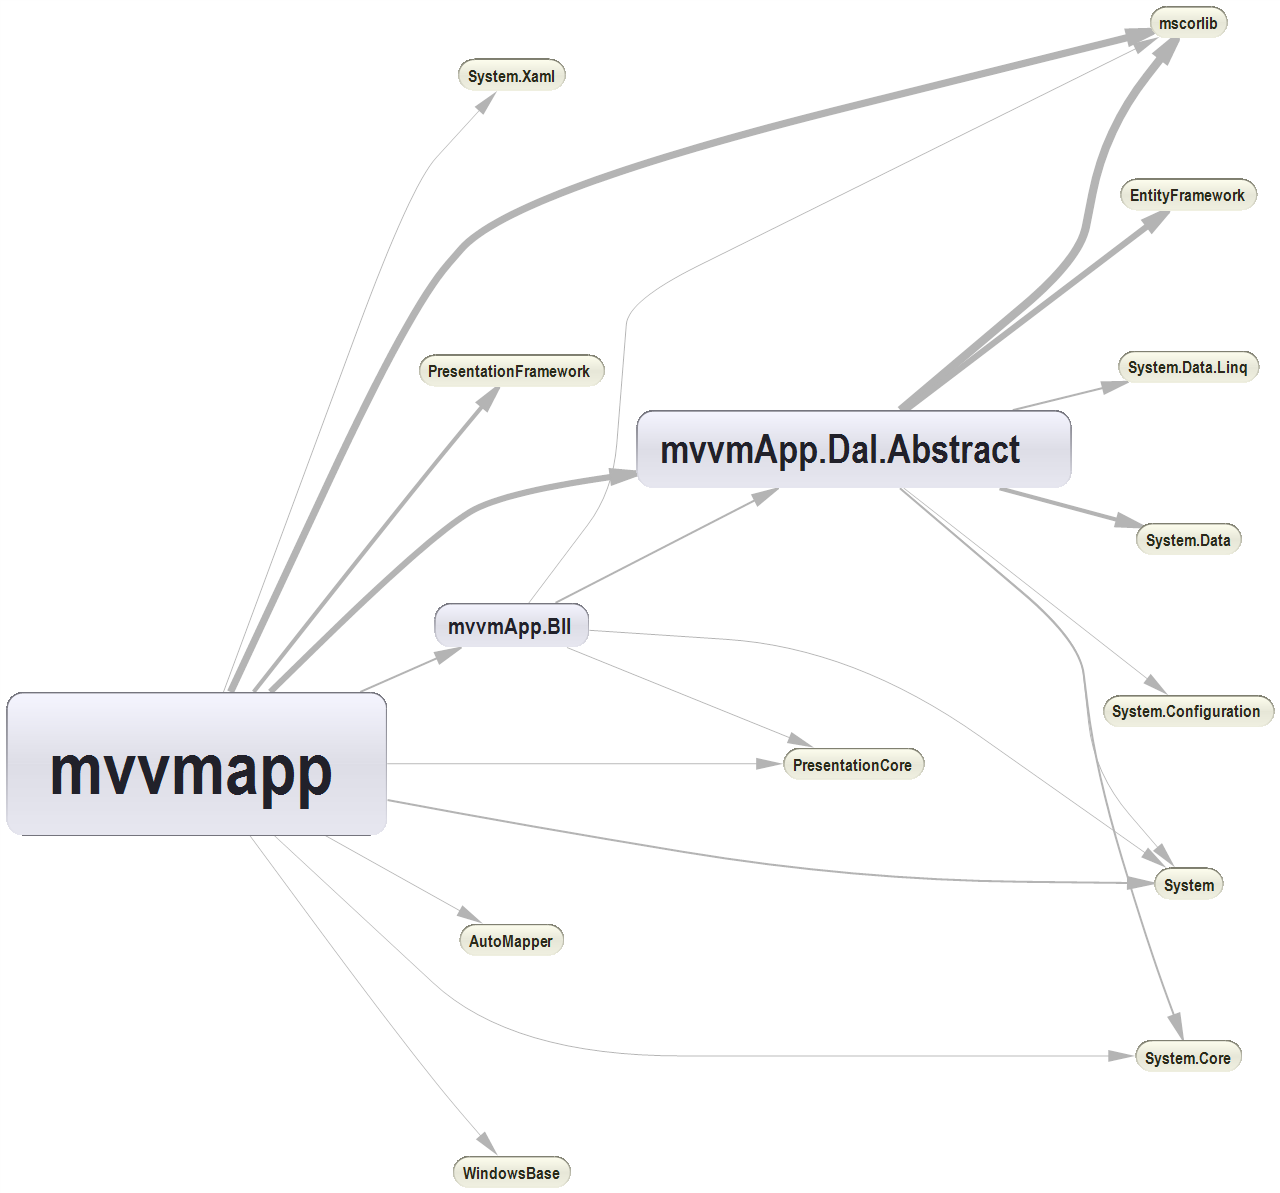 mscorlib
System.Xaml
EntityFramework
PresentationFramework
System.Data.Linq
mvvmApp.Dal.Abstract
System.Data
mvvmApp.Bll
System.Configuration
mvvmapp
PresentationCore
System
AutoMapper
System.Core
WindowsBase